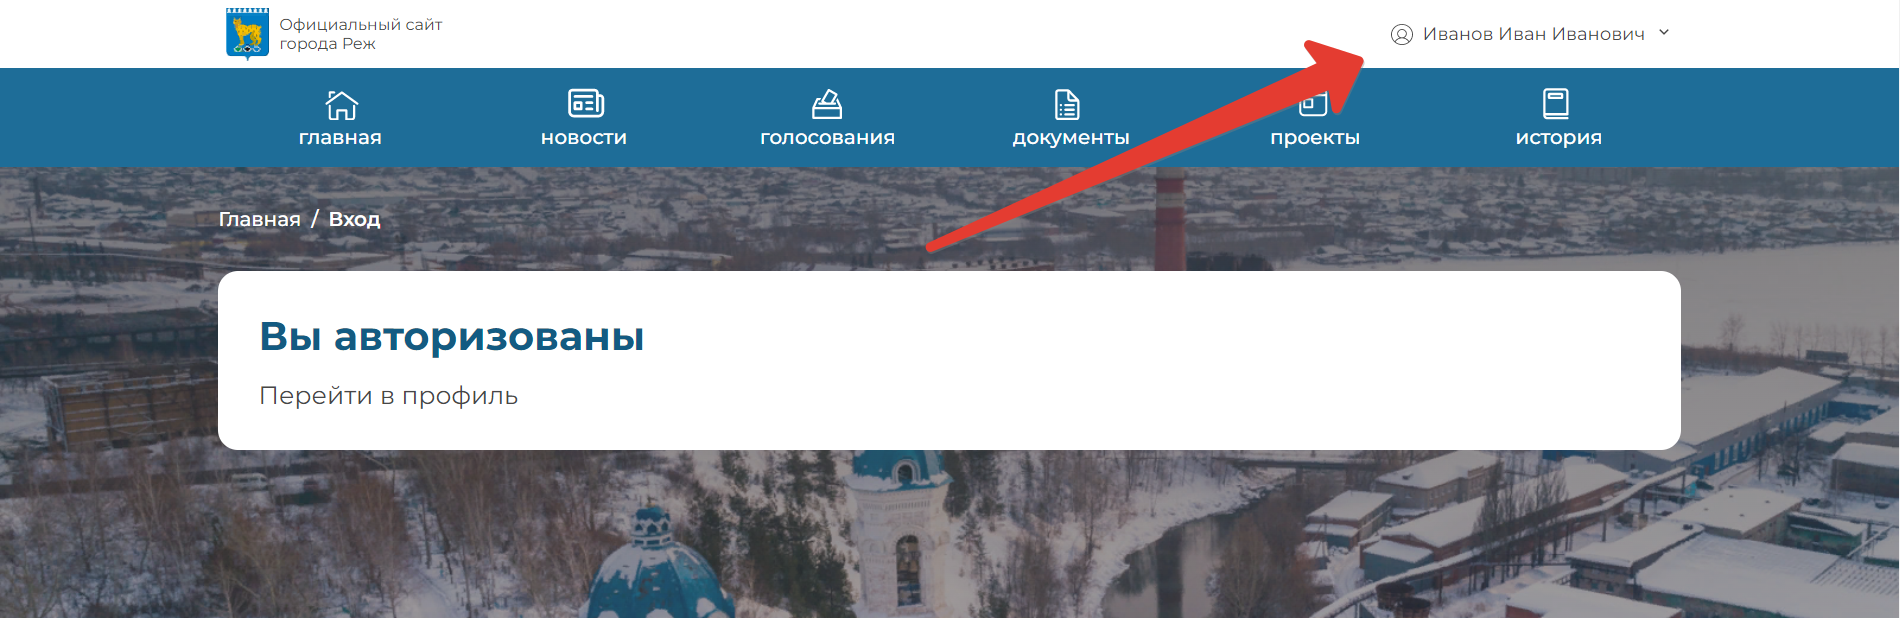 Официальный сайт
города Реж
Иванов Иван Иванович
главная
новости
голосования
документы
проекты
история
Главная / Вход
Вы авторизованы
Перейти в профиль